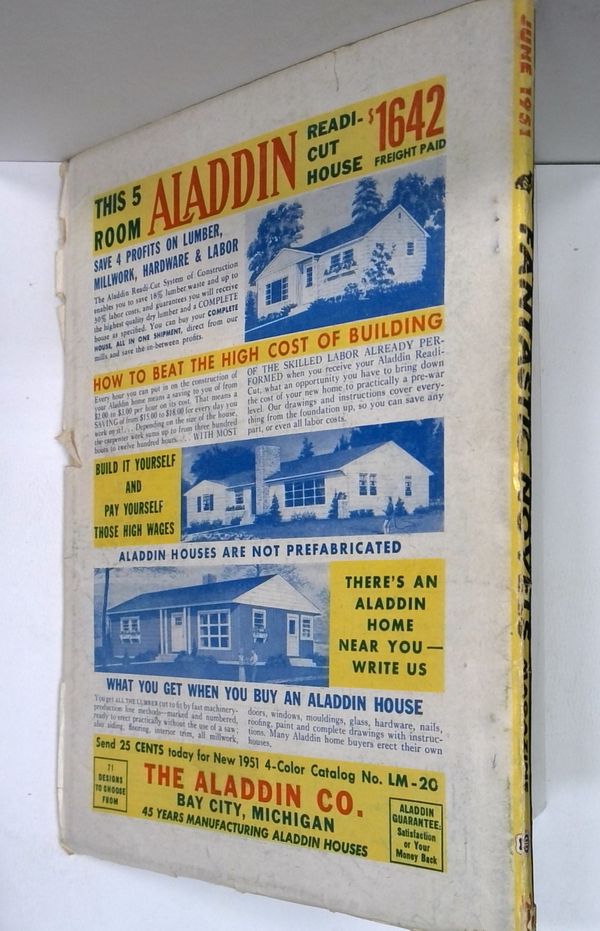 THIS 5
ROOM
ALADDIN
READI-
CUT
HOUSE
$1642
FREIGHT PAID
SAVE 4 PROFITS ON LUMBER,
MILLWORK, HARDWARE & LABOR
The Aladdin Readi-Cut System of Construction
enables you to save 18% lumber waste and up to
30% labor costs, and guarantees you will receive
the highest quality dry lumber and a COMPLETE
house as specified. You can buy your COMPLETE
HOUSE, ALL IN ONE SHIPMENT, direct from our
mills and save the in-between profits.
HOW TO BEAT THE HIGH COST OF BUILDING
Every hour you can put in on the construction of
your Aladdin home means a saving to you of from
$2.00 to $3.00 per hour on its cost. That means a
SAVING of from $15.00 to $18.00 for every day you
work on it!... Depending on the size of the house,
the carpenter work sums up to from three hundred
hours to twelve hundred hours. ... WITH MOST
OF THE SKILLED LABOR ALREADY PER-
FORMED when you receive your Aladdin Readi-
Cut, what an opportunity you have to bring down
the cost of your new home to practically a pre-war
level. Our drawings and instructions cover every-
thing from the foundation up, so you can save any
part, or even all labor costs.
BUILD IT YOURSELF
AND
PAY YOURSELF
THOSE HIGH WAGES
ALADDIN HOUSES ARE NOT PREFABRICATED
THERE'S AN
ALADDIN
HOME
NEAR YOU—
WRITE US
WHAT YOU GET WHEN YOU BUY AN ALADDIN HOUSE
You get ALL THE LUMBER CUT to fit by fast machinery-
production line methods—marked and numbered,
ready to erect practically without the use of a saw;
also siding, flooring, interior trim, all millwork,
doors, windows, mouldings, glass, hardware, nails,
roofing, paint and complete drawings with instruc-
tions. Many Aladdin home buyers erect their own
houses.
Send 25 CENTS today for New 1951 4-Color Catalog No. LM-20
71
DESIGNS
TO CHOOSE
FROM
THE ALADDIN CO.
BAY CITY, MICHIGAN
45 YEARS MANUFACTURING ALADDIN HOUSES
ALADDIN
GUARANTEE:
Satisfaction
or Your
Money Back
JUNE 1951
FANTASTIC NOVELS MAGAZINE